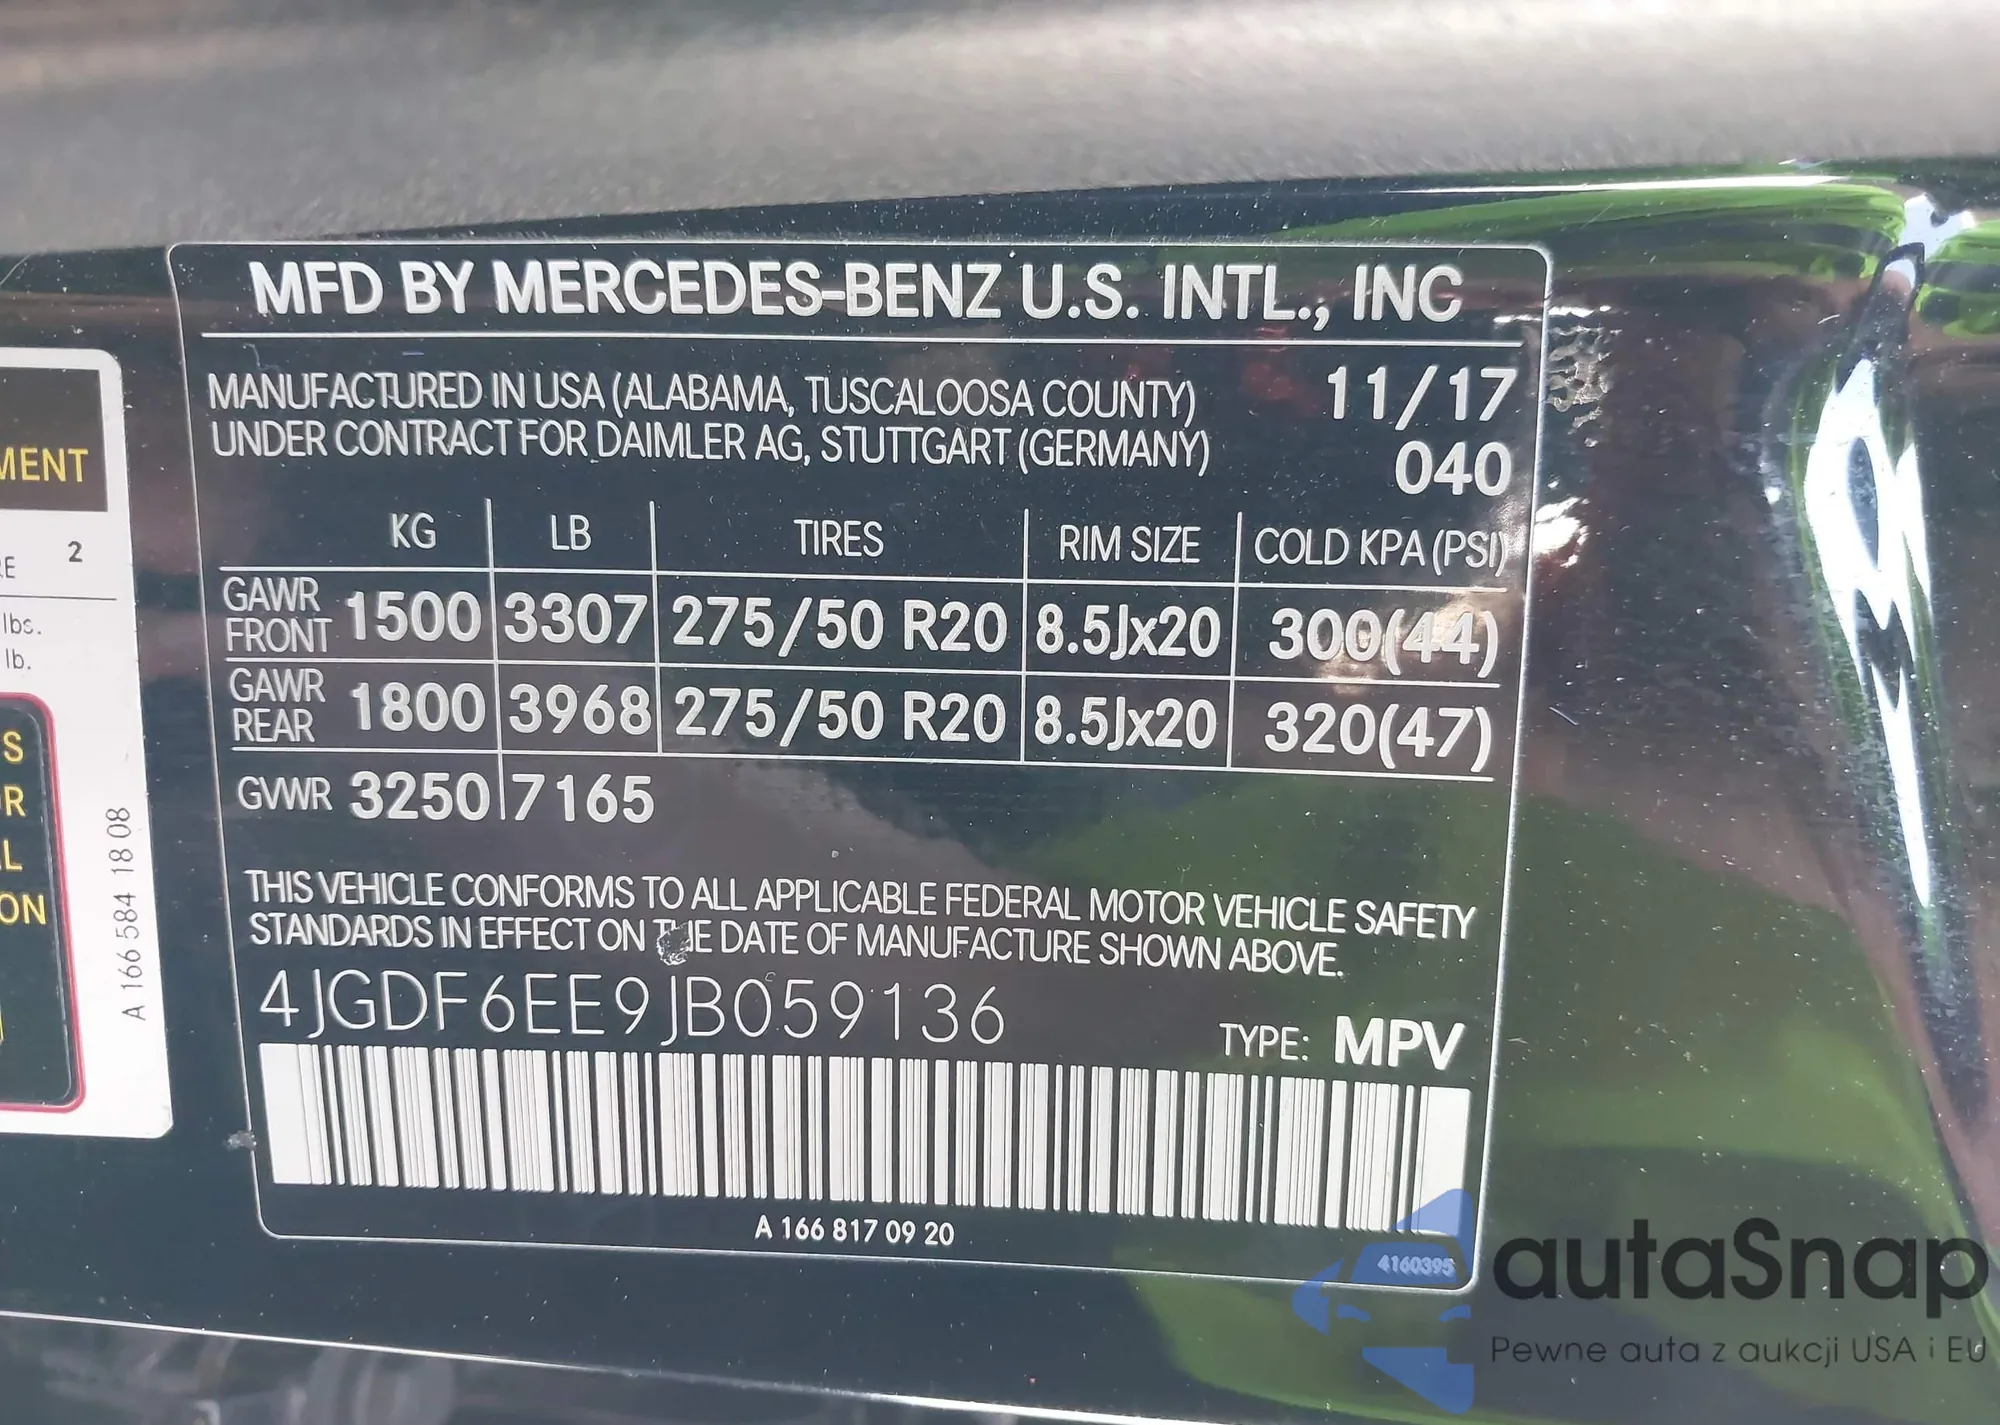 MFD BY MERCEDES-BENZ U.S. INTL., INC
MANUFACTURED IN USA (ALABAMA, TUSCALOOSA COUNTY) 11/17
UNDER CONTRACT FOR DAIMLER AG, STUTTGART (GERMANY) 040
KG LB TIRES RIM SIZE COLD KPA (PSI)
GAWR FRONT 1500 3307 275/50 R20 8.5Jx20 300(44)
GAWR REAR 1800 3968 275/50 R20 8.5Jx20 320(47)
GVWR 3250 7165
THIS VEHICLE CONFORMS TO ALL APPLICABLE FEDERAL MOTOR VEHICLE SAFETY
STANDARDS IN EFFECT ON THE DATE OF MANUFACTURE SHOWN ABOVE.
4JGDF6EE9JB059136
TYPE: MPV
A 166 817 09 20
4160395
MENT
2
lbs.
lb.
A 166 584 18 08
autaSnap
Pewne auta z aukcji USA i EU